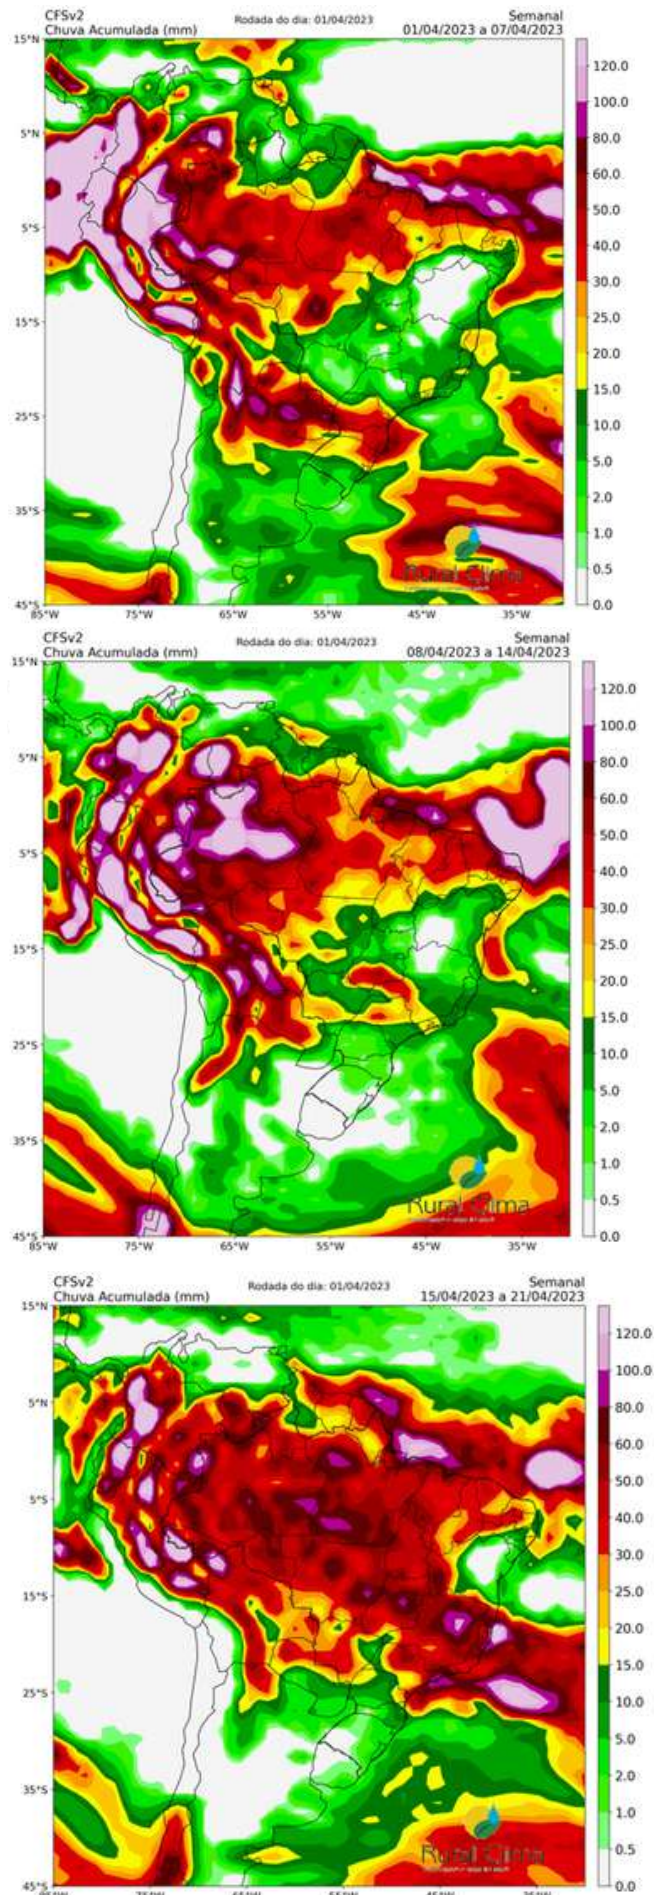 CFSv2
Chuva Acumulada (mm)
Rodada do dia: 01/04/2023
Semanal
01/04/2023 a 07/04/2023
15°N
5°N
5°S
15°S
25°S
35°S
45°S
85°W
75°W
65°W
55°W
45°W
35°W
120.0
100.0
80.0
60.0
50.0
40.0
30.0
25.0
20.0
15.0
10.0
5.0
2.0
1.0
0.5
0.0
Rural Clima
CFSv2
Chuva Acumulada (mm)
Rodada do dia: 01/04/2023
Semanal
08/04/2023 a 14/04/2023
15°N
5°N
5°S
15°S
25°S
35°S
45°S
85°W
75°W
65°W
55°W
45°W
35°W
120.0
100.0
80.0
60.0
50.0
40.0
30.0
25.0
20.0
15.0
10.0
5.0
2.0
1.0
0.5
0.0
Rural Clima
CFSv2
Chuva Acumulada (mm)
Rodada do dia: 01/04/2023
Semanal
15/04/2023 a 21/04/2023
15°N
5°N
5°S
15°S
25°S
35°S
45°S
120.0
100.0
80.0
60.0
50.0
40.0
30.0
25.0
20.0
15.0
10.0
5.0
2.0
1.0
0.5
0.0
Rural Clima